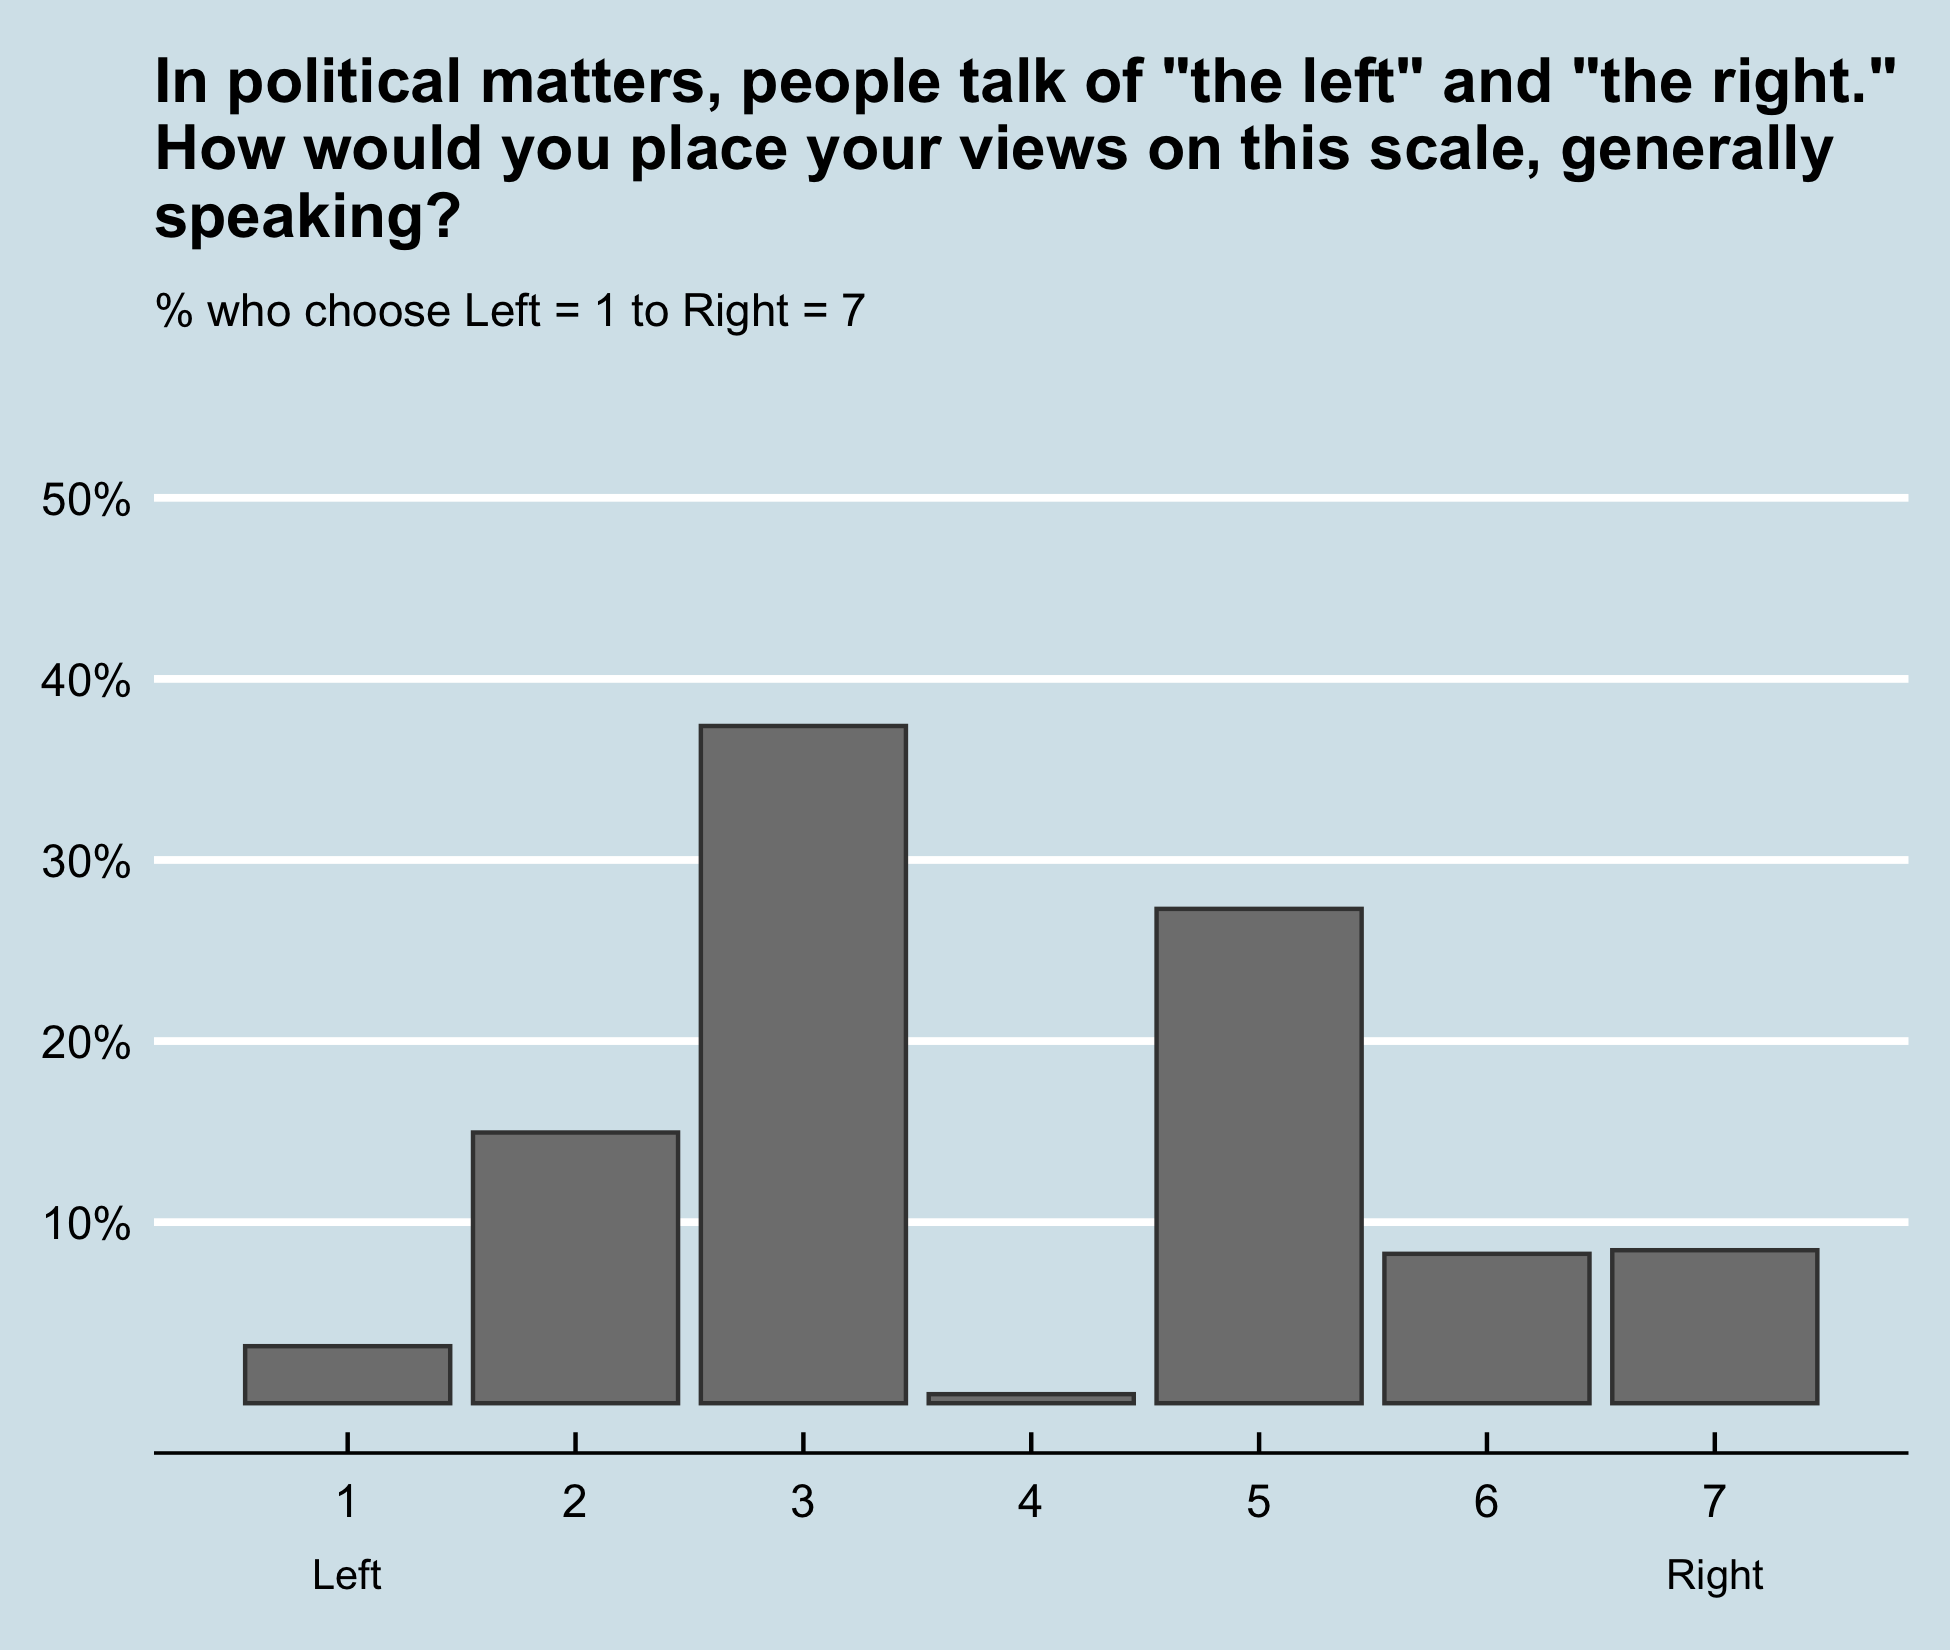 In political matters, people talk of "the left" and "the right."
How would you place your views on this scale, generally
speaking?
% who choose Left = 1 to Right = 7
50%
40%
30%
20%
10%
1 2 3 4 5 6 7
Left Right